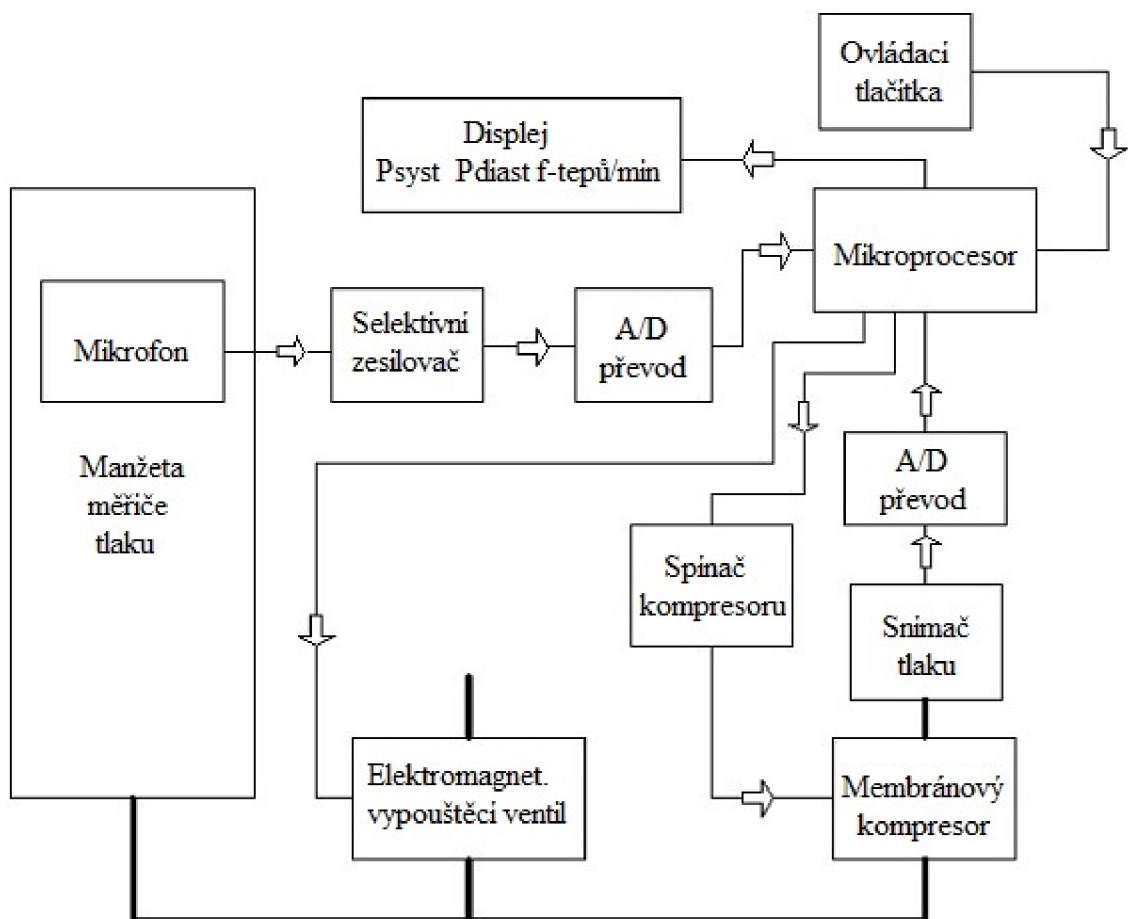 Ovládací
tlačítka
Displej
Psyst Pdiast f-tepů/min
Mikroprocesor
Mikrofon
Selektivní
zesilovač
A/D
převod
Manžeta
měřiče
tlaku
A/D
převod
Spínač
kompresoru
Snímač
tlaku
Elektromagnet.
vypouštěcí ventil
Membránový
kompresor